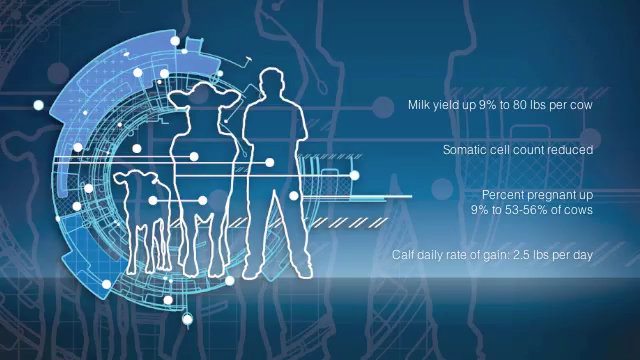 Milk yield up 9% to 80 lbs per cow
Somatic cell count reduced
Percent pregnant up
9% to 53-56% of cows
Calf daily rate of gain: 2.5 lbs per day